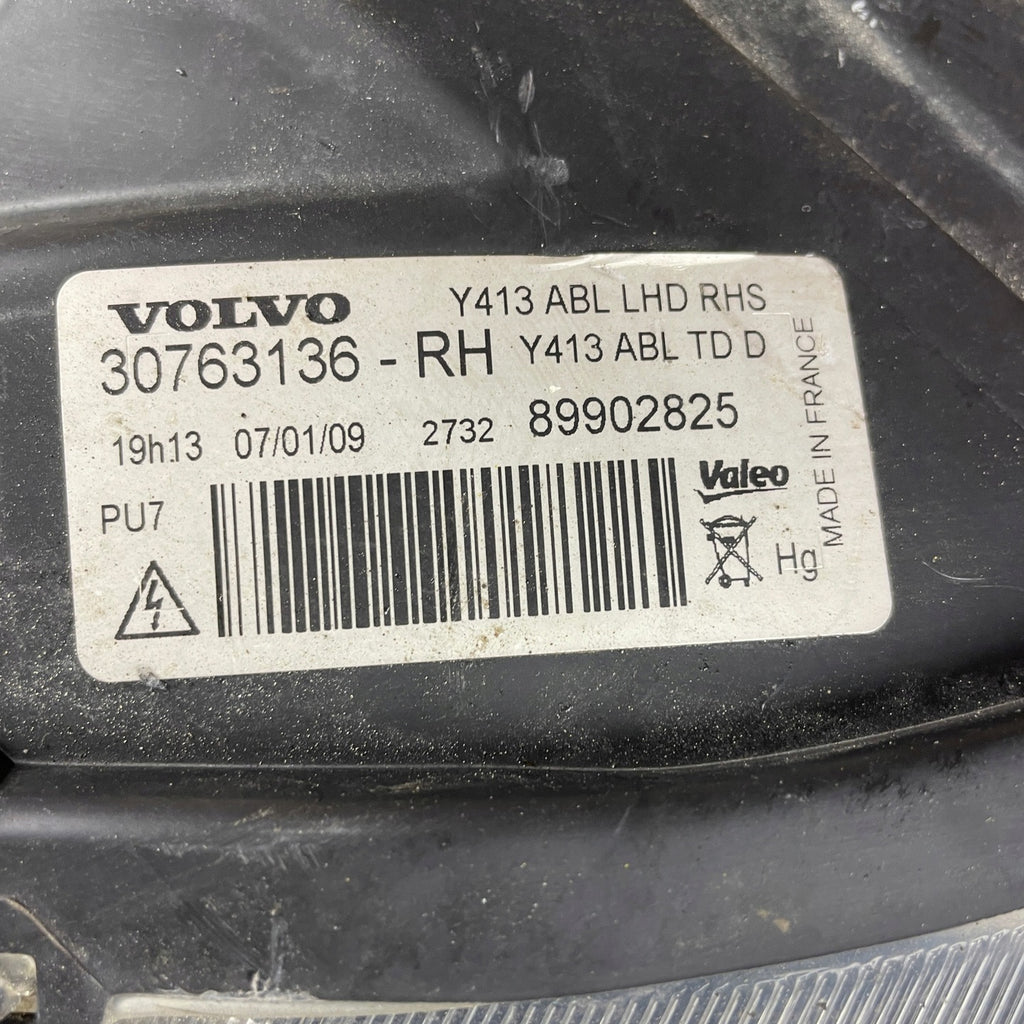 VOLVO Y413 ABL LHD RHS
30763136 - RH Y413 ABL TD D
19h13 07/01/09 2732 89902825
PU7
Valeo
Hg
MADE IN FRANCE